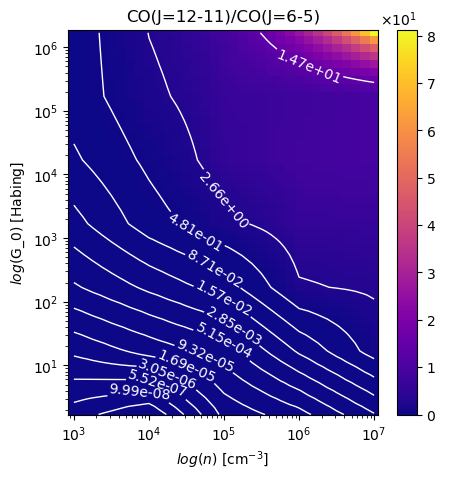 CO(J=12-11)/CO(J=6-5)
×10¹
10⁶
10⁵
10⁴
10³
10²
10¹
log(G_0) [Habing]
1.47e+01
2.66e+00
4.81e-01
8.71e-02
1.57e-02
2.85e-03
5.15e-04
9.32e-05
1.69e-05
3.05e-06
5.52e-07
9.99e-08
8
7
6
5
4
3
2
1
0
10³ 10⁴ 10⁵ 10⁶ 10⁷
log(n) [cm⁻³]